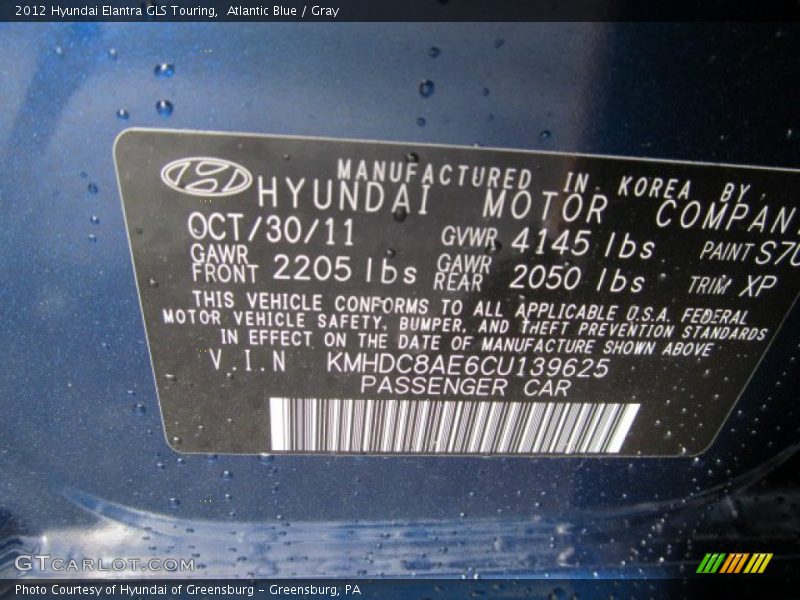 2012 Hyundai Elantra GLS Touring, Atlantic Blue / Gray
MANUFACTURED IN KOREA BY
HYUNDAI MOTOR COMPAN
OCT/30/11 GVWR 4145 lbs PAINT S70
GAWR FRONT 2205 lbs GAWR REAR 2050 lbs TRIM XP
THIS VEHICLE CONFORMS TO ALL APPLICABLE U.S.A. FEDERAL
MOTOR VEHICLE SAFETY, BUMPER, AND THEFT PREVENTION STANDARDS
IN EFFECT ON THE DATE OF MANUFACTURE SHOWN ABOVE
V.I.N KMHDC8AE6CU139625
PASSENGER CAR
GTCARLOT.COM
Photo Courtesy of Hyundai of Greensburg - Greensburg, PA